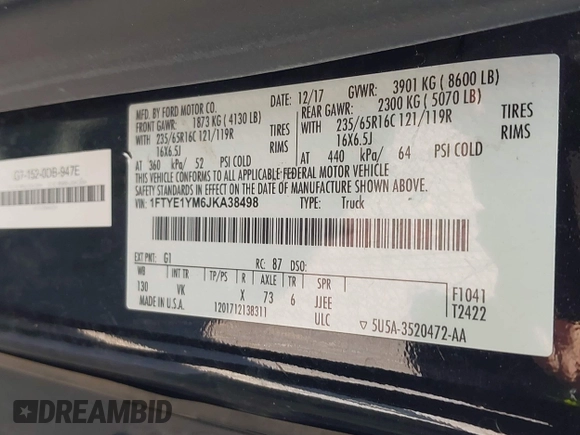 MFD. BY FORD MOTOR CO.
12/17 GVWR: 3901 KG ( 8600 LB)
FRONT GAWR: 1873 KG ( 4130 LB)
REAR GAWR: 2300 KG ( 5070 LB)
WITH 235/65R16C 121/119R TIRES
WITH 235/65R16C 121/119R TIRES
16X6.5J RIMS
16X6.5J RIMS
AT 360 kPa/ 52 PSI COLD
AT 440 kPa/ 64 PSI COLD
THIS VEHICLE CONFORMS TO ALL APPLICABLE FEDERAL MOTOR VEHICLE
SAFETY STANDARDS IN EFFECT ON DATE OF MANUFACTURE SHOWN ABOVE.
VIN: 1FTYE1YM6JKA38498
TYPE: Truck
EXT PNT: G1 RC: 87 DSO:
WB INT TR TP/PS R AXLE TR SPR
130 VK X 73 6 JJEE
MADE IN U.S.A. 1201712138311 ULC
F1041
T2422
▽ 5U5A-3520472-AA
G7-152-0DB-947E
DREAMBID